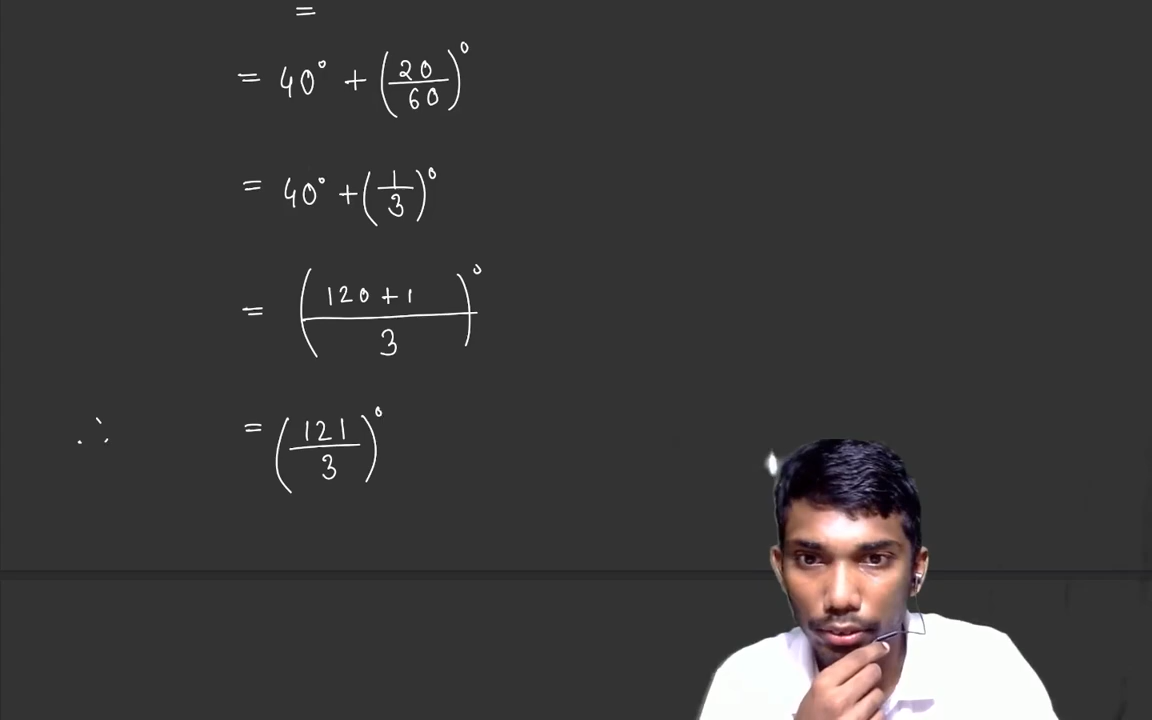 =
= 40° + (20/60)°
= 40° + (1/3)°
= (120 + 1/3)°
∴ = (121/3)°